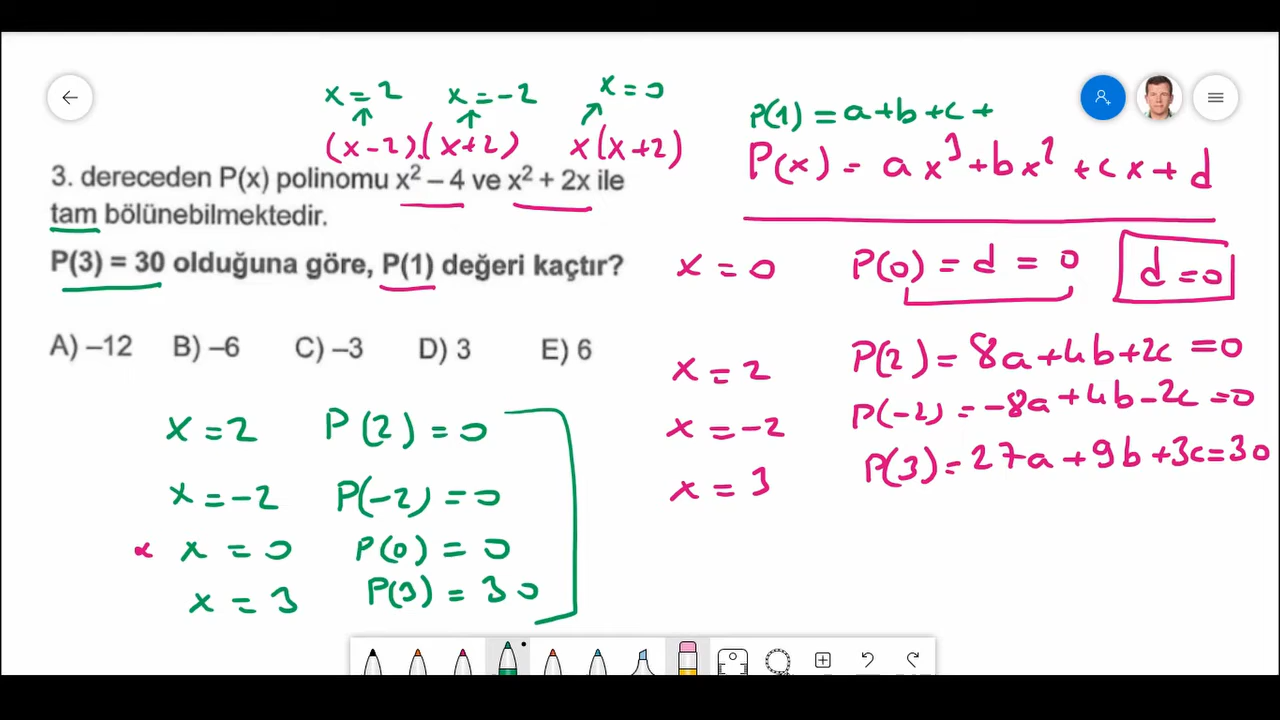 x = 2 x = -2 x = 0
(x-2).(x+2) x(x+2)
3. dereceden P(x) polinomu x² – 4 ve x² + 2x ile
tam bölünebilmektedir.
P(3) = 30 olduğuna göre, P(1) değeri kaçtır?
A) –12 B) –6 C) –3 D) 3 E) 6
x = 2 P(2) = 0
x = -2 P(-2) = 0
x x = 0 P(0) = 0
x = 3 P(3) = 30
P(1) = a+b+c+
P(x) = ax³+bx²+cx+d
x = 0 P(0) = d = 0 d = 0
x = 2 P(2) = 8a+4b+2c = 0
x = -2 P(-2) = -8a+4b-2c = 0
x = 3 P(3) = 27a+9b+3c = 30